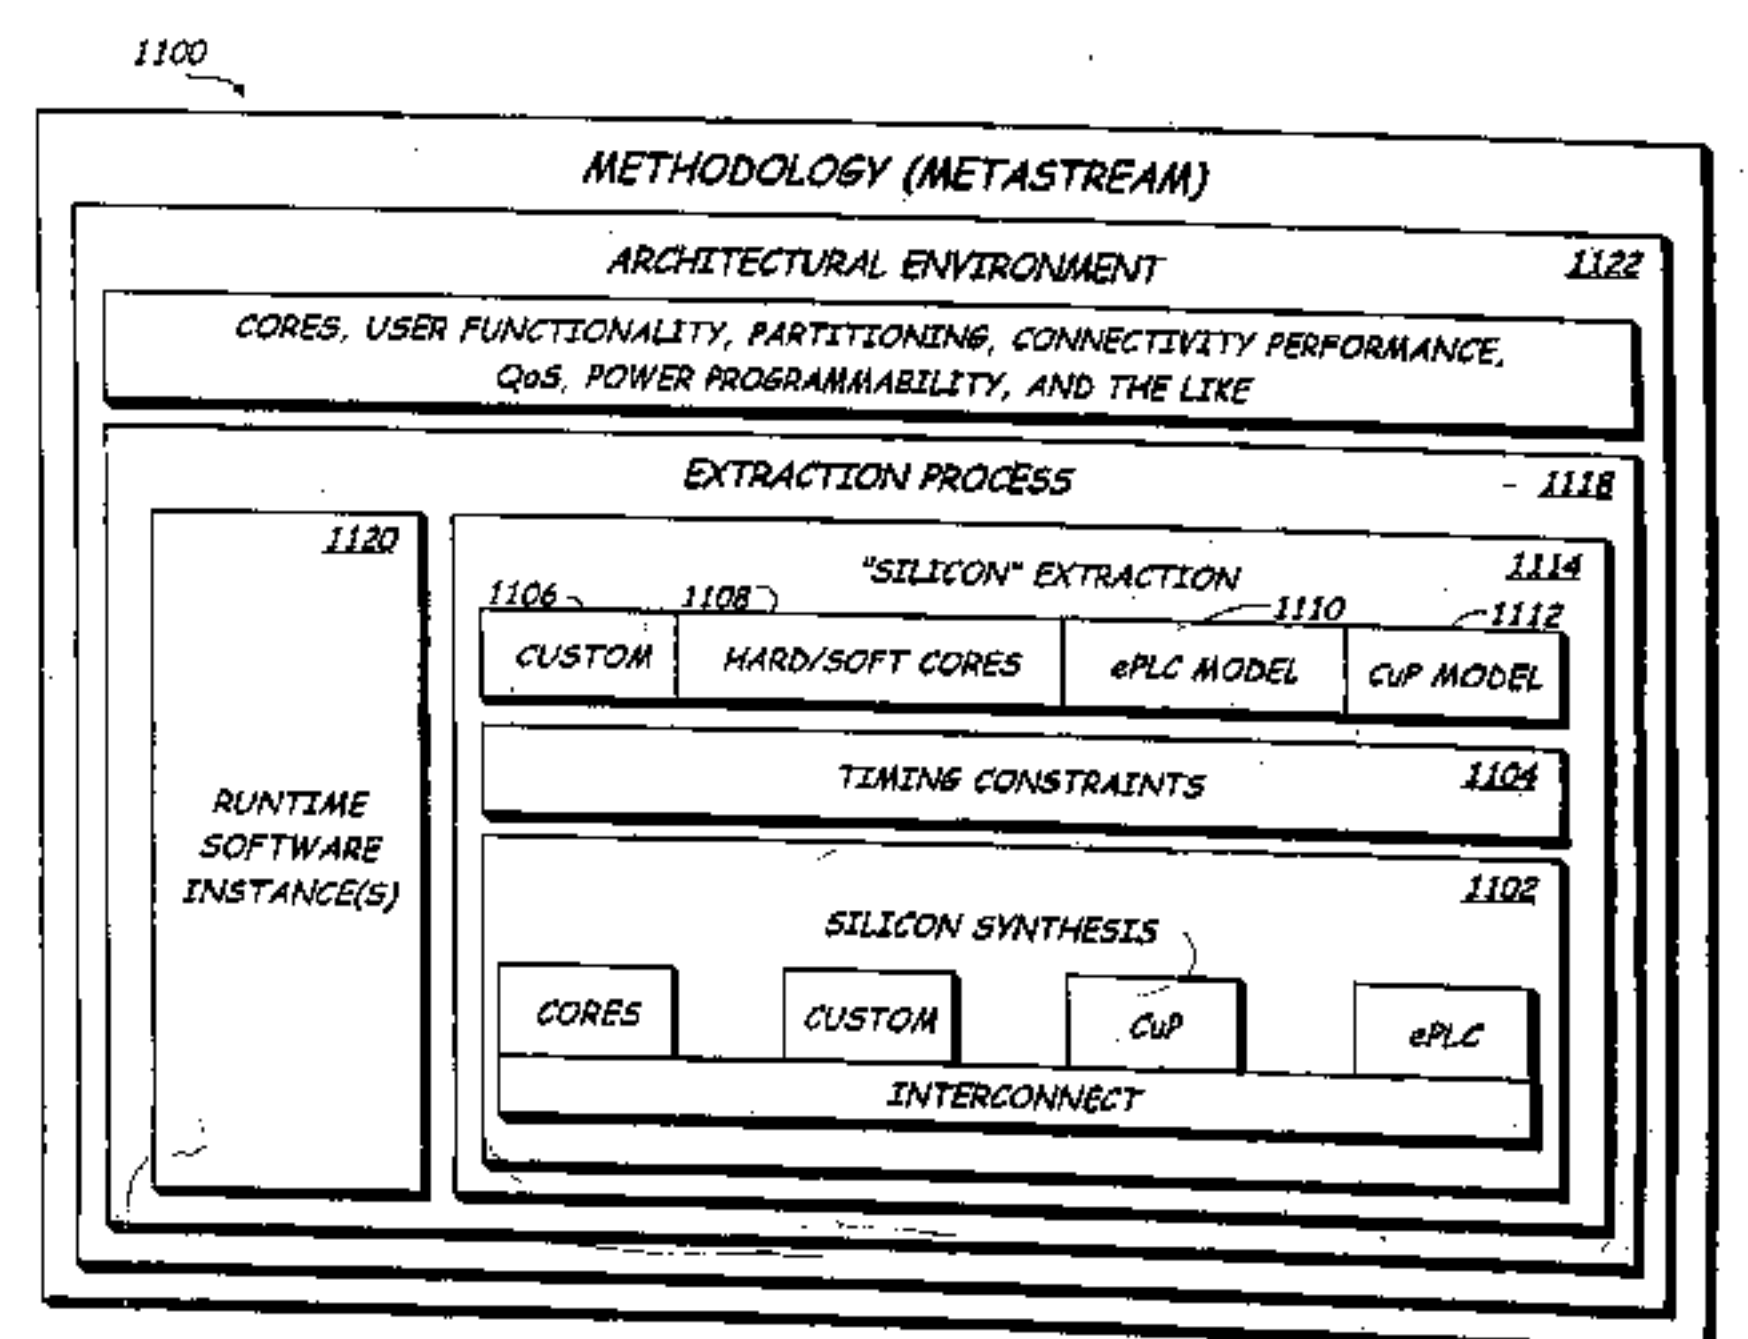 1100
METHODOLOGY (METASTREAM)
ARCHITECTURAL ENVIRONMENT
1122
CORES, USER FUNCTIONALITY, PARTITIONING, CONNECTIVITY PERFORMANCE,
QoS, POWER PROGRAMMABILITY, AND THE LIKE
EXTRACTION PROCESS
1118
1120
RUNTIME
SOFTWARE
INSTANCE(S)
"SILICON" EXTRACTION
1114
1106
1108
1110
1112
CUSTOM
HARD/SOFT CORES
ePLC MODEL
CuP MODEL
TIMING CONSTRAINTS
1104
1102
SILICON SYNTHESIS
CORES
CUSTOM
CuP
ePLC
INTERCONNECT